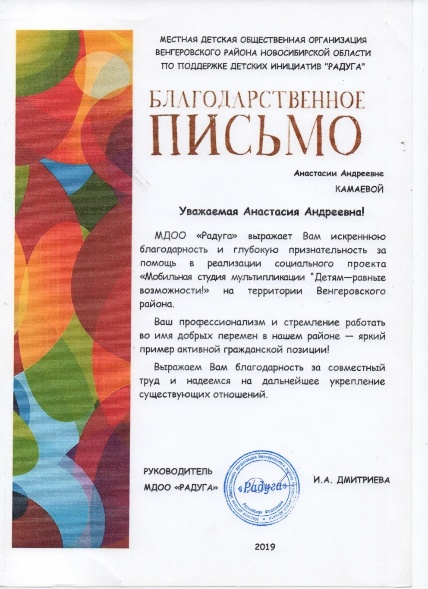 МЕСТНАЯ ДЕТСКАЯ ОБЩЕСТВЕННАЯ ОРГАНИЗАЦИЯ
ВЕНГЕРОВСКОГО РАЙОНА НОВОСИБИРСКОЙ ОБЛАСТИ
ПО ПОДДЕРЖКЕ ДЕТСКИХ ИНИЦИАТИВ "РАДУГА"
БЛАГОДАРСТВЕННОЕ
ПИСЬМО
Анастасии Андреевне
КАМАЕВОЙ
Уважаемая Анастасия Андреевна!
МДОО «Радуга» выражает Вам искреннюю
благодарность и глубокую признательность за
помощь в реализации социального проекта
«Мобильная студия мультипликации "Детям—равные
возможности!» на территории Венгеровского
района.
Ваш профессионализм и стремление работать
во имя добрых перемен в нашем районе — яркий
пример активной гражданской позиции!
Выражаем Вам благодарность за совместный
труд и надеемся на дальнейшее укрепление
существующих отношений.
РУКОВОДИТЕЛЬ
МДОО «РАДУГА»
«Радуга»
И.А. ДМИТРИЕВА
2019